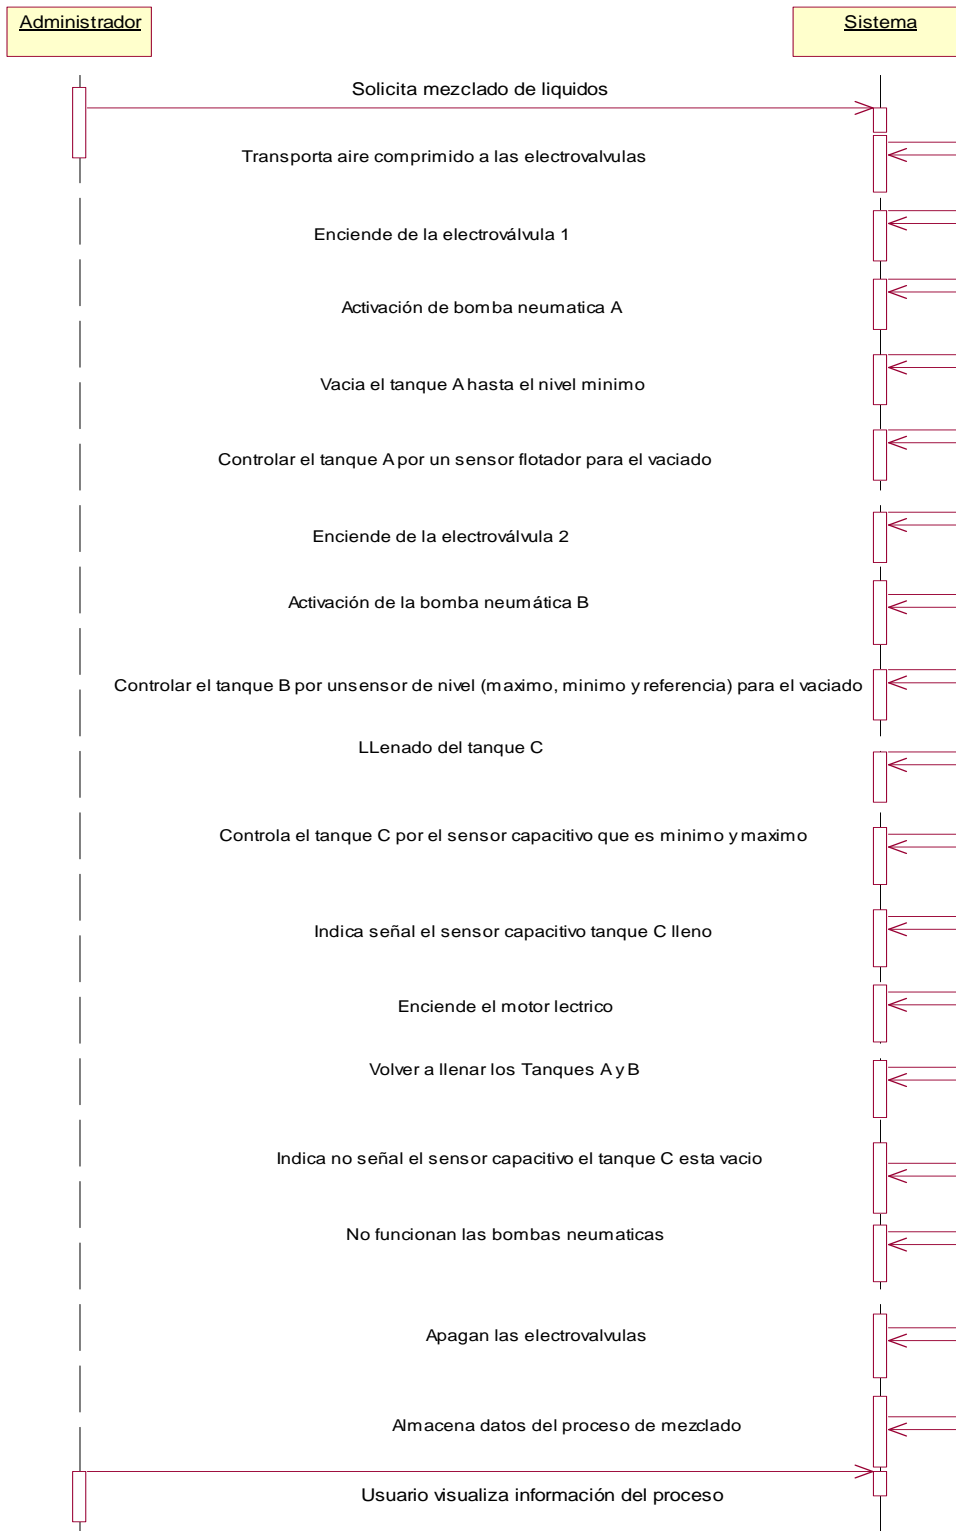 Administrador
Sistema
Solicita mezclado de liquidos
Transporta aire comprimido a las electrovalvulas
Enciende de la electroválvula 1
Activación de bomba neumatica A
Vacia el tanque A hasta el nivel minimo
Controlar el tanque A por un sensor flotador para el vaciado
Enciende de la electroválvula 2
Activación de la bomba neumática B
Controlar el tanque B por unsensor de nivel (maximo, minimo y referencia) para el vaciado
LLenado del tanque C
Controla el tanque C por el sensor capacitivo que es minimo y maximo
Indica señal el sensor capacitivo tanque C lleno
Enciende el motor lectrico
Volver a llenar los Tanques A y B
Indica no señal el sensor capacitivo el tanque C esta vacio
No funcionan las bombas neumaticas
Apagan las electrovalvulas
Almacena datos del proceso de mezclado
Usuario visualiza información del proceso